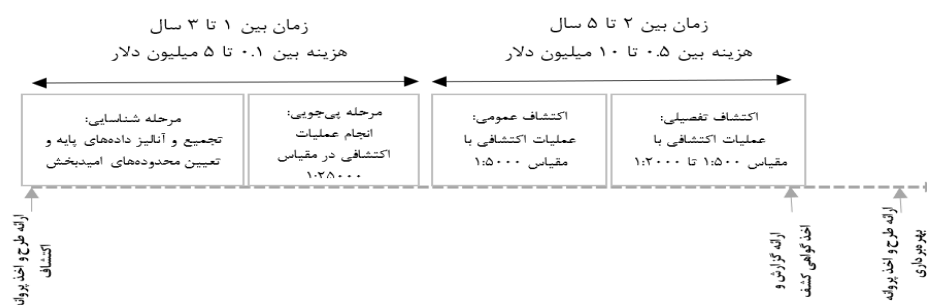 زمان بین ۱ تا ۳ سال
هزینه بین ۰.۱ تا ۵ میلیون دلار
زمان بین ۲ تا ۵ سال
هزینه بین ۰.۵ تا ۱۰ میلیون دلار
مرحله شناسایی:
تجمیع و آنالیز داده‌های پایه و
تعیین محدوده‌های امیدبخش
مرحله پی‌جویی:
انجام عملیات
اکتشافی در مقیاس
۱:۲۵۰۰۰
اکتشاف عمومی:
عملیات اکتشافی با
مقیاس ۱:۵۰۰۰
اکتشاف تفصیلی:
عملیات اکتشافی با
مقیاس ۱:۵۰۰ تا ۱:۲۰۰۰
ارائه طرح و اخذ پروانه
اکتشاف
ارائه گزارش و
اخذ گواهی کشف
ارائه طرح و اخذ پروانه
بهره‌برداری